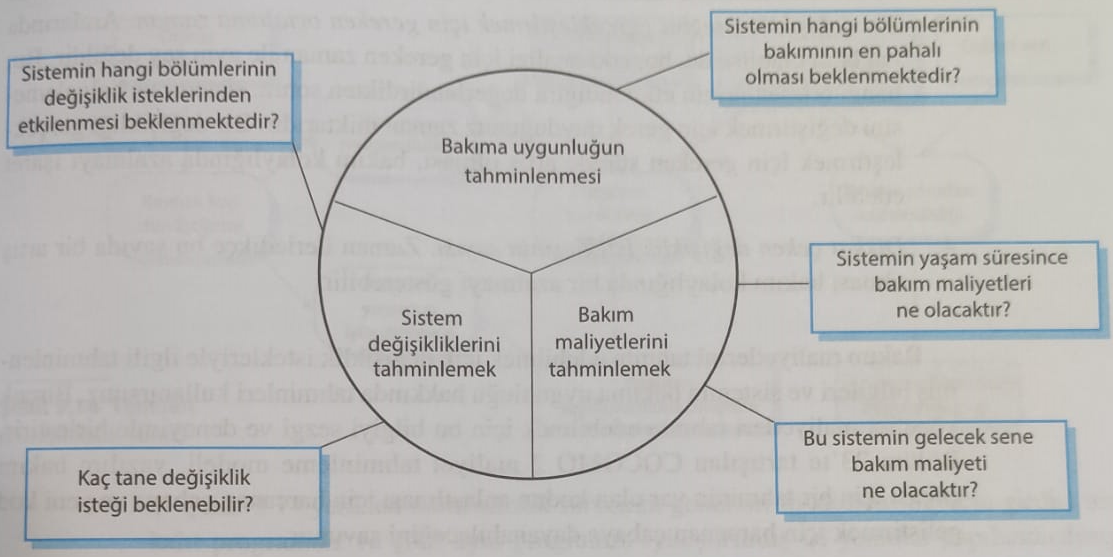 Sistemin hangi bölümlerinin
bakımının en pahalı
olması beklenmektedir?
Sistemin hangi bölümlerinin
değişiklik isteklerinden
etkilenmesi beklenmektedir?
Bakıma uygunluğun
tahminlenmesi
Sistemin yaşam süresince
bakım maliyetleri
ne olacaktır?
Sistem
değişikliklerini
tahminlemek
Bakım
maliyetlerini
tahminlemek
Bu sistemin gelecek sene
bakım maliyeti
ne olacaktır?
Kaç tane değişiklik
isteği beklenebilir?